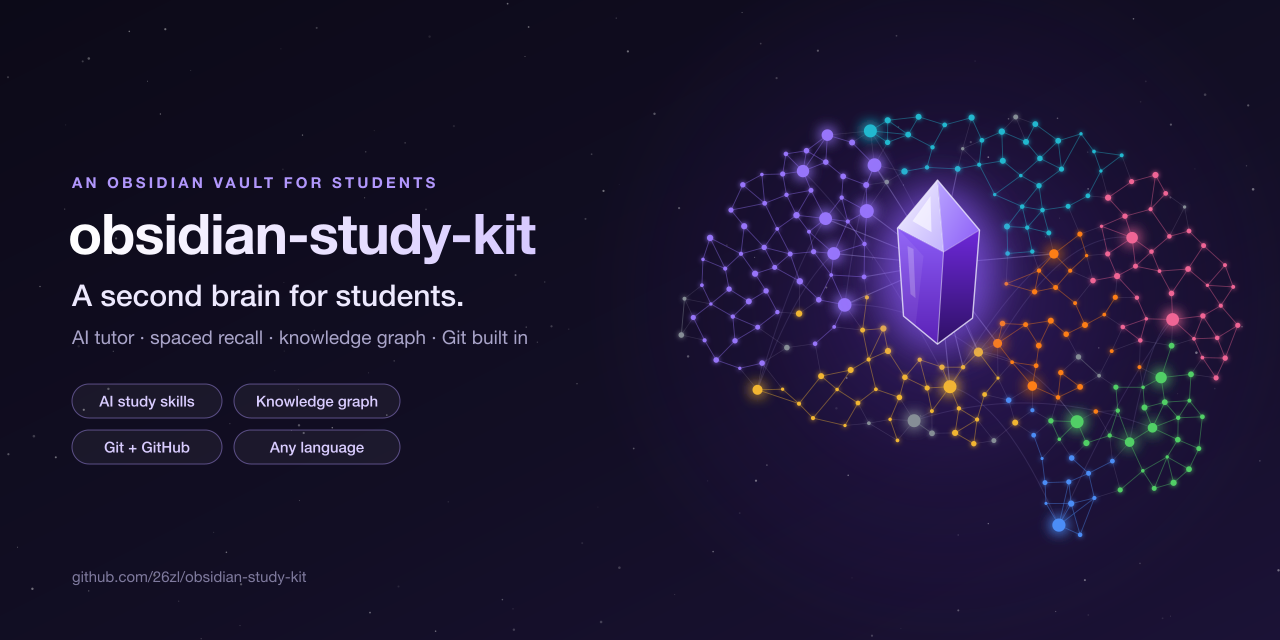 AN OBSIDIAN VAULT FOR STUDENTS
obsidian-study-kit
A second brain for students.
AI tutor · spaced recall · knowledge graph · Git built in
AI study skills
Knowledge graph
Git + GitHub
Any language
github.com/26zl/obsidian-study-kit